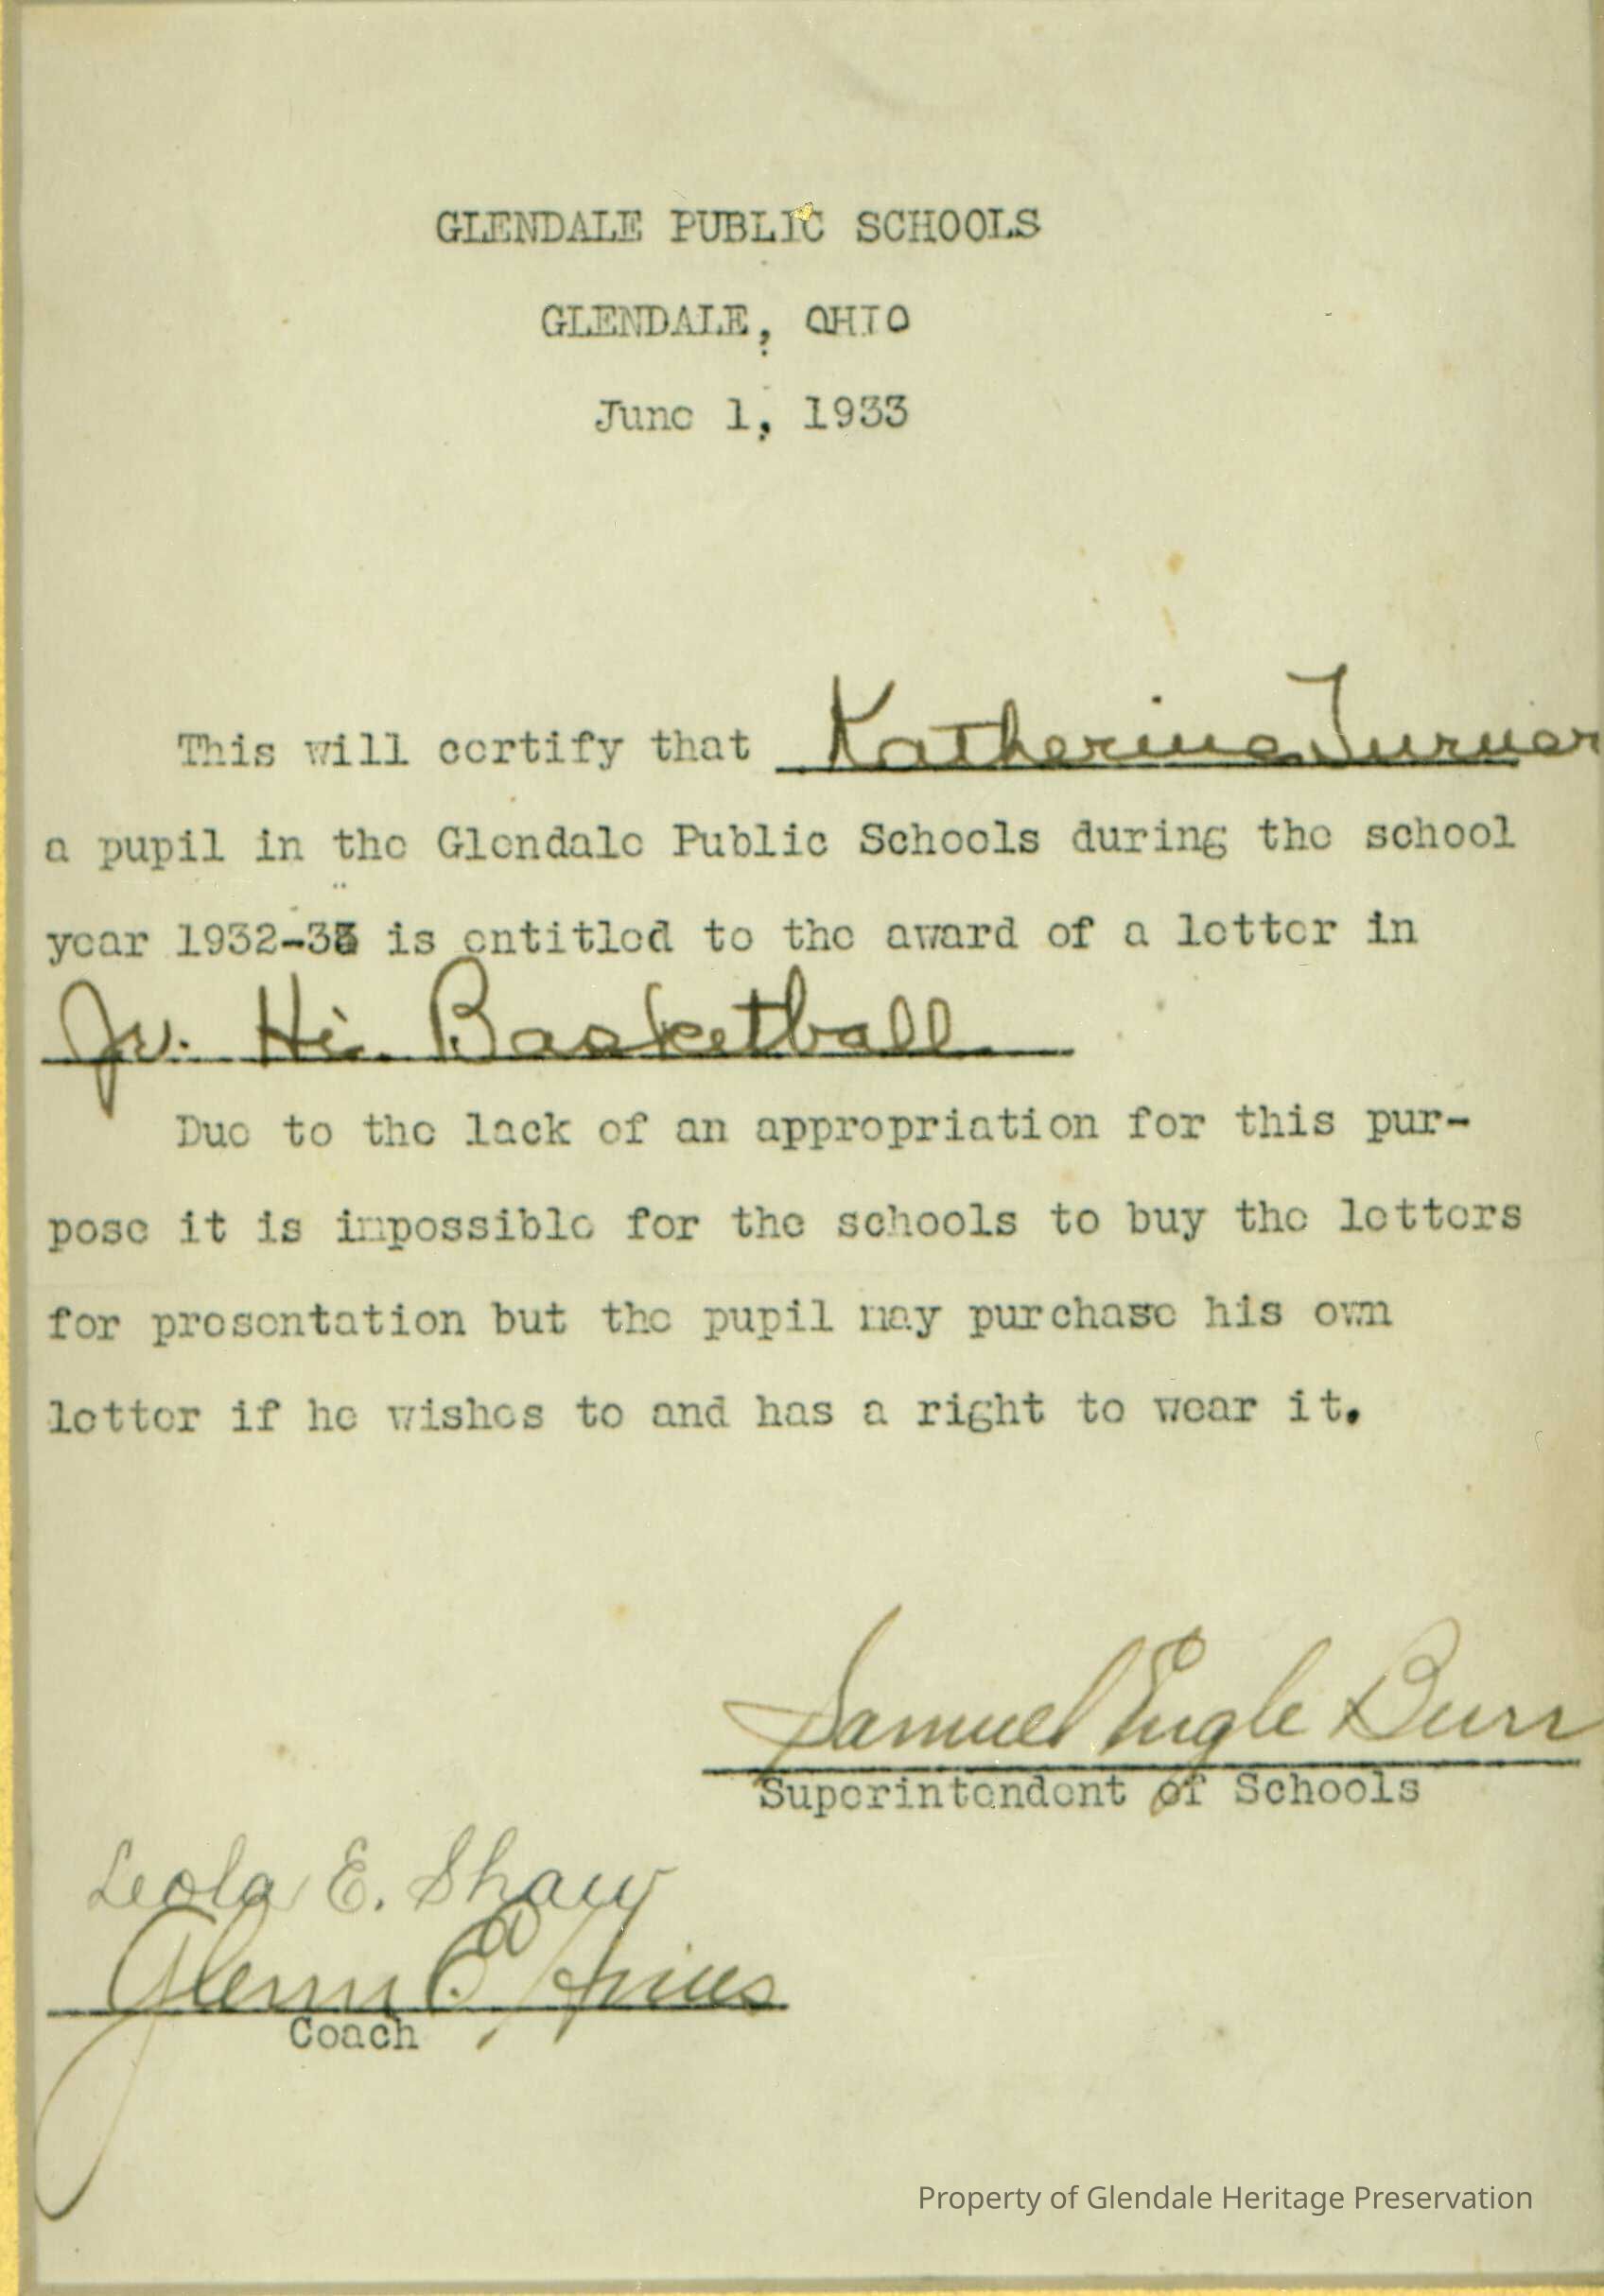 GLENDALE PUBLIC SCHOOLS
GLENDALE, OHIO
June 1, 1933
This will certify that Katherine Turner
a pupil in the Glendale Public Schools during the school
year 1932-33 is entitled to the award of a letter in
Jr. Hi. Basketball
Due to the lack of an appropriation for this pur-
pose it is impossible for the schools to buy the letters
for presentation but the pupil may purchase his own
letter if he wishes to and has a right to wear it.
Samuel Engle Burr
Superintendent of Schools
Leola E. Shaw
Glenn E.
Coach
Property of Glendale Heritage Preservation